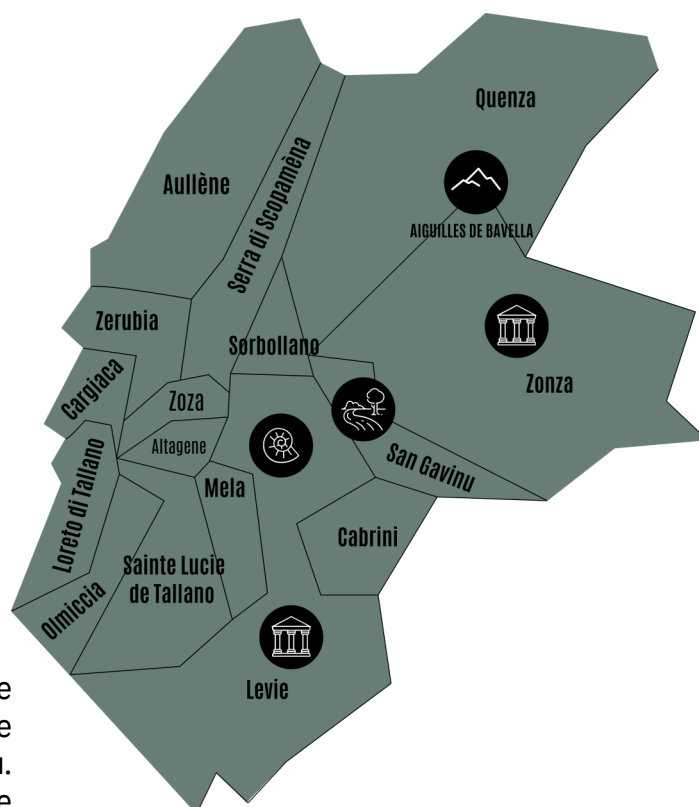 Quenza
Aullène
Serra di Scopamèna
AIGUILLES DE BAVELLA
Zerubia
Sorbollano
Zonza
Cargiaca
Zoza
Altagene
San Gavinu
Loreto di Tallano
Mela
Cabrini
Sainte Lucie
de Tallano
Olmiccia
Levie
e
e
.
e